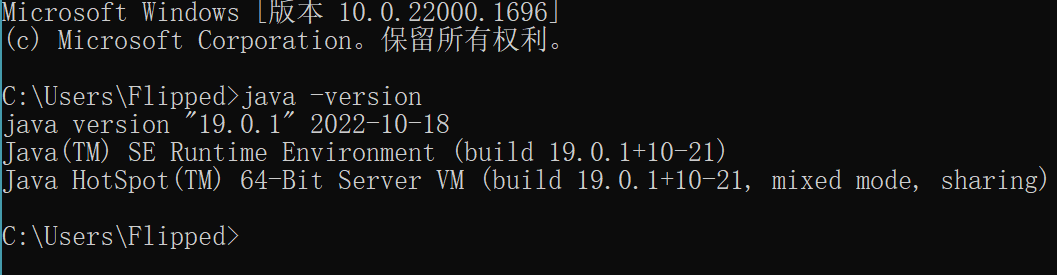 Microsoft Windows [版本 10.0.22000.1696]
(c) Microsoft Corporation。保留所有权利。
C:\Users\Flipped>java -version
java version "19.0.1" 2022-10-18
Java(TM) SE Runtime Environment (build 19.0.1+10-21)
Java HotSpot(TM) 64-Bit Server VM (build 19.0.1+10-21, mixed mode, sharing)
C:\Users\Flipped>